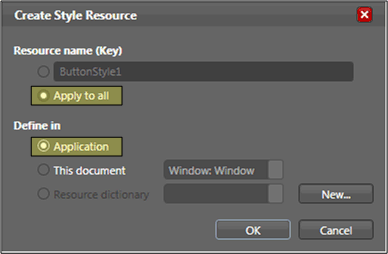 Create Style Resource
Resource name (Key)
ButtonStyle1
Apply to all
Define in
Application
This document Window: Window
Resource dictionary New...
OK Cancel